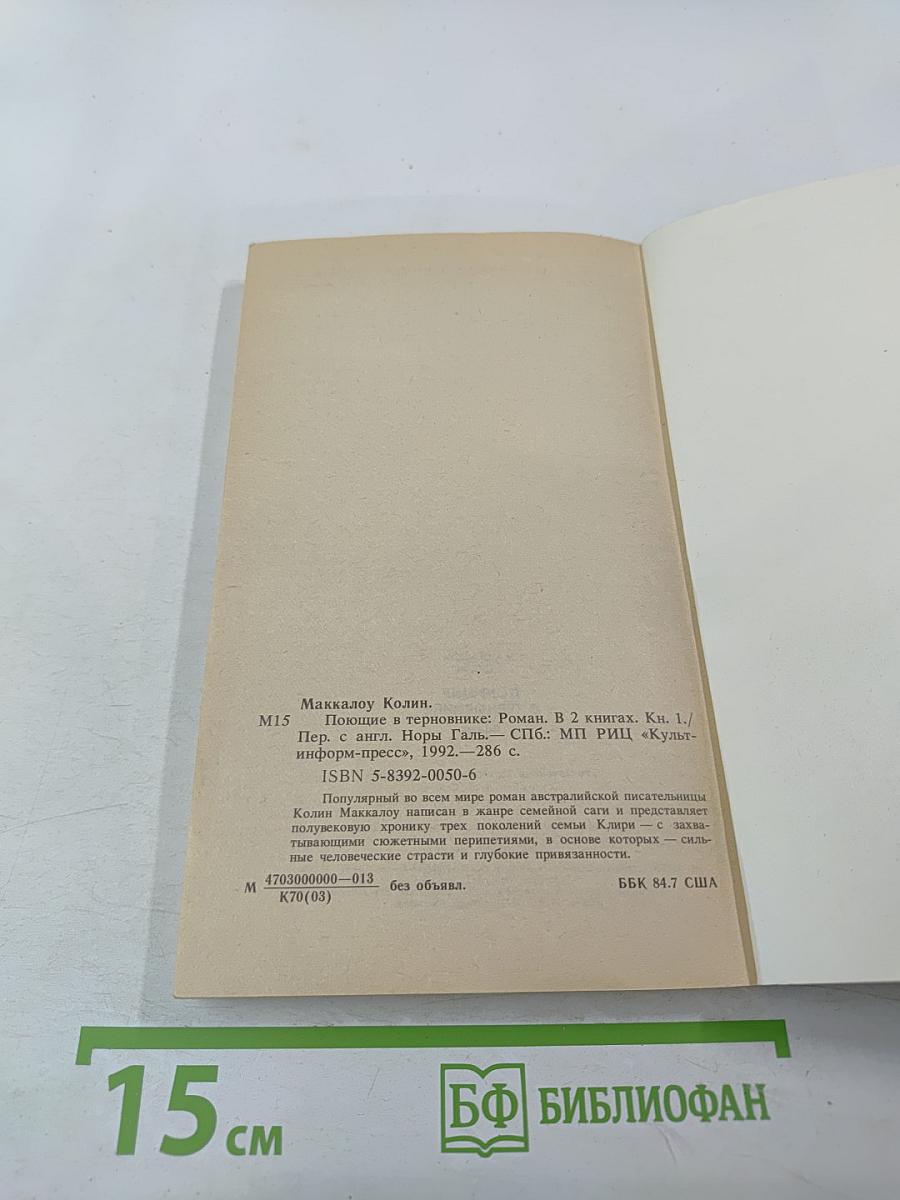 Маккалоу Колин.
М15 Поющие в терновнике: Роман. В 2 книгах. Кн. 1./
Пер. с англ. Норы Галь.— СПб.: МП РИЦ «Культ-
информ-пресс», 1992.—286 с.
ISBN 5-8392-0050-6
Популярный во всем мире роман австралийской писательницы
Колин Маккалоу написан в жанре семейной саги и представляет
полувековую хронику трех поколений семьи Клири — с захва-
тывающими сюжетными перипетиями, в основе которых — силь-
ные человеческие страсти и глубокие привязанности.
М 4703000000—013 без объявл. ББК 84.7 США
К70(03)
15 см БФ БИБЛИОФАН